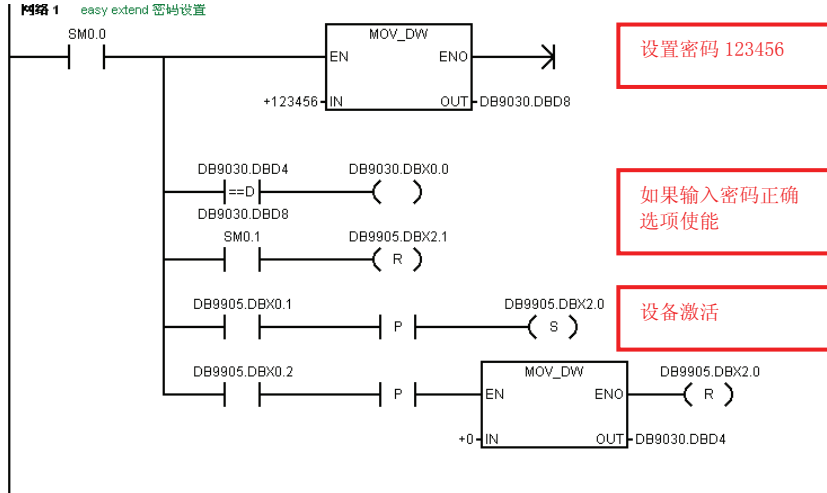 网络 1 easy extend 密码设置
SM0.0
MOV_DW
EN ENO
+123456 IN OUT DB9030.DBD8
设置密码 123456
DB9030.DBD4 DB9030.DBX0.0
==D
DB9030.DBD8
如果输入密码正确
选项使能
SM0.1 DB9905.DBX2.1
R
DB9905.DBX0.1 DB9905.DBX2.0
P S
设备激活
DB9905.DBX0.2 MOV_DW DB9905.DBX2.0
P EN ENO R
+0 IN OUT DB9030.DBD4